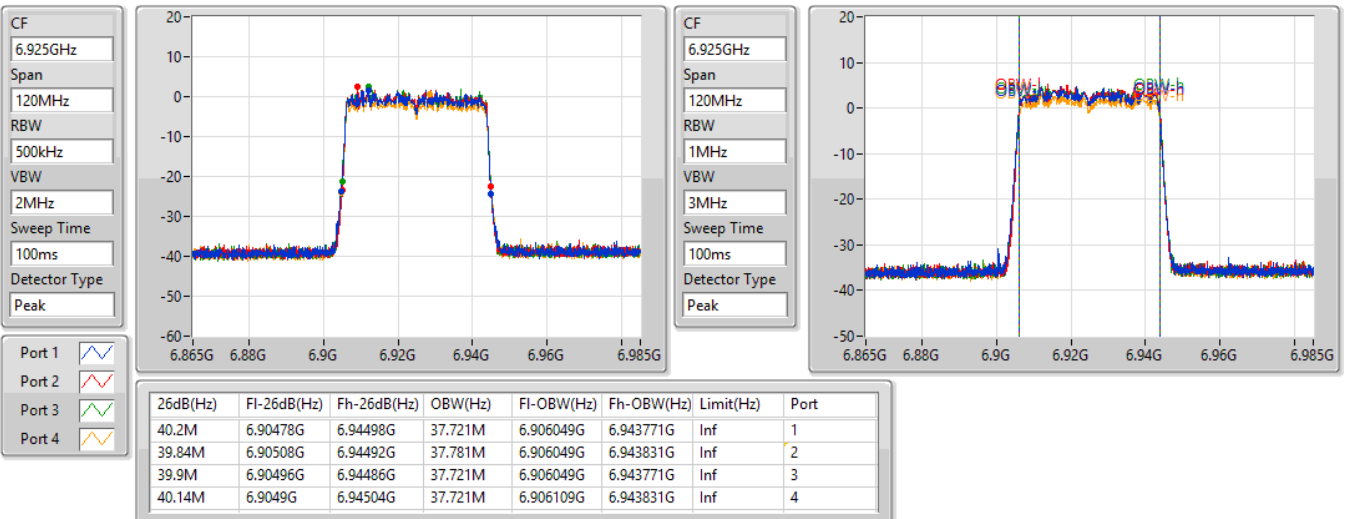 CF
6.925GHz
Span
120MHz
RBW
500kHz
VBW
2MHz
Sweep Time
100ms
Detector Type
Peak
20-
10-
0-
-10-
-20-
-30-
-40-
-50-
-60-
6.865G 6.88G 6.9G 6.92G 6.94G 6.96G 6.985G
CF
6.925GHz
Span
120MHz
RBW
1MHz
VBW
3MHz
Sweep Time
100ms
Detector Type
Peak
20-
10-
0-
-10-
-20-
-30-
-40-
-50-
OBW-h
6.865G 6.88G 6.9G 6.92G 6.94G 6.96G 6.985G
Port 1
Port 2
Port 3
Port 4
26dB(Hz) Fl-26dB(Hz) Fh-26dB(Hz) OBW(Hz) Fl-OBW(Hz) Fh-OBW(Hz) Limit(Hz) Port
40.2M 6.90478G 6.94498G 37.721M 6.906049G 6.943771G Inf 1
39.84M 6.90508G 6.94492G 37.781M 6.906049G 6.943831G Inf 2
39.9M 6.90496G 6.94486G 37.721M 6.906049G 6.943771G Inf 3
40.14M 6.9049G 6.94504G 37.721M 6.906109G 6.943831G Inf 4